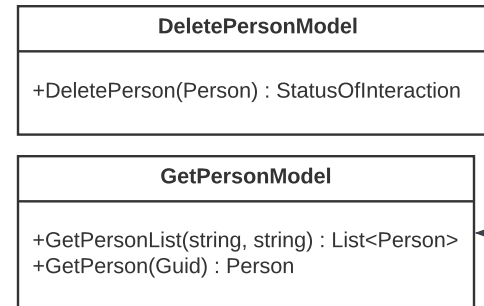 DeletePersonModel
+DeletePerson(Person) : StatusOfInteraction
GetPersonModel
+GetPersonList(string, string) : List<Person>
+GetPerson(Guid) : Person